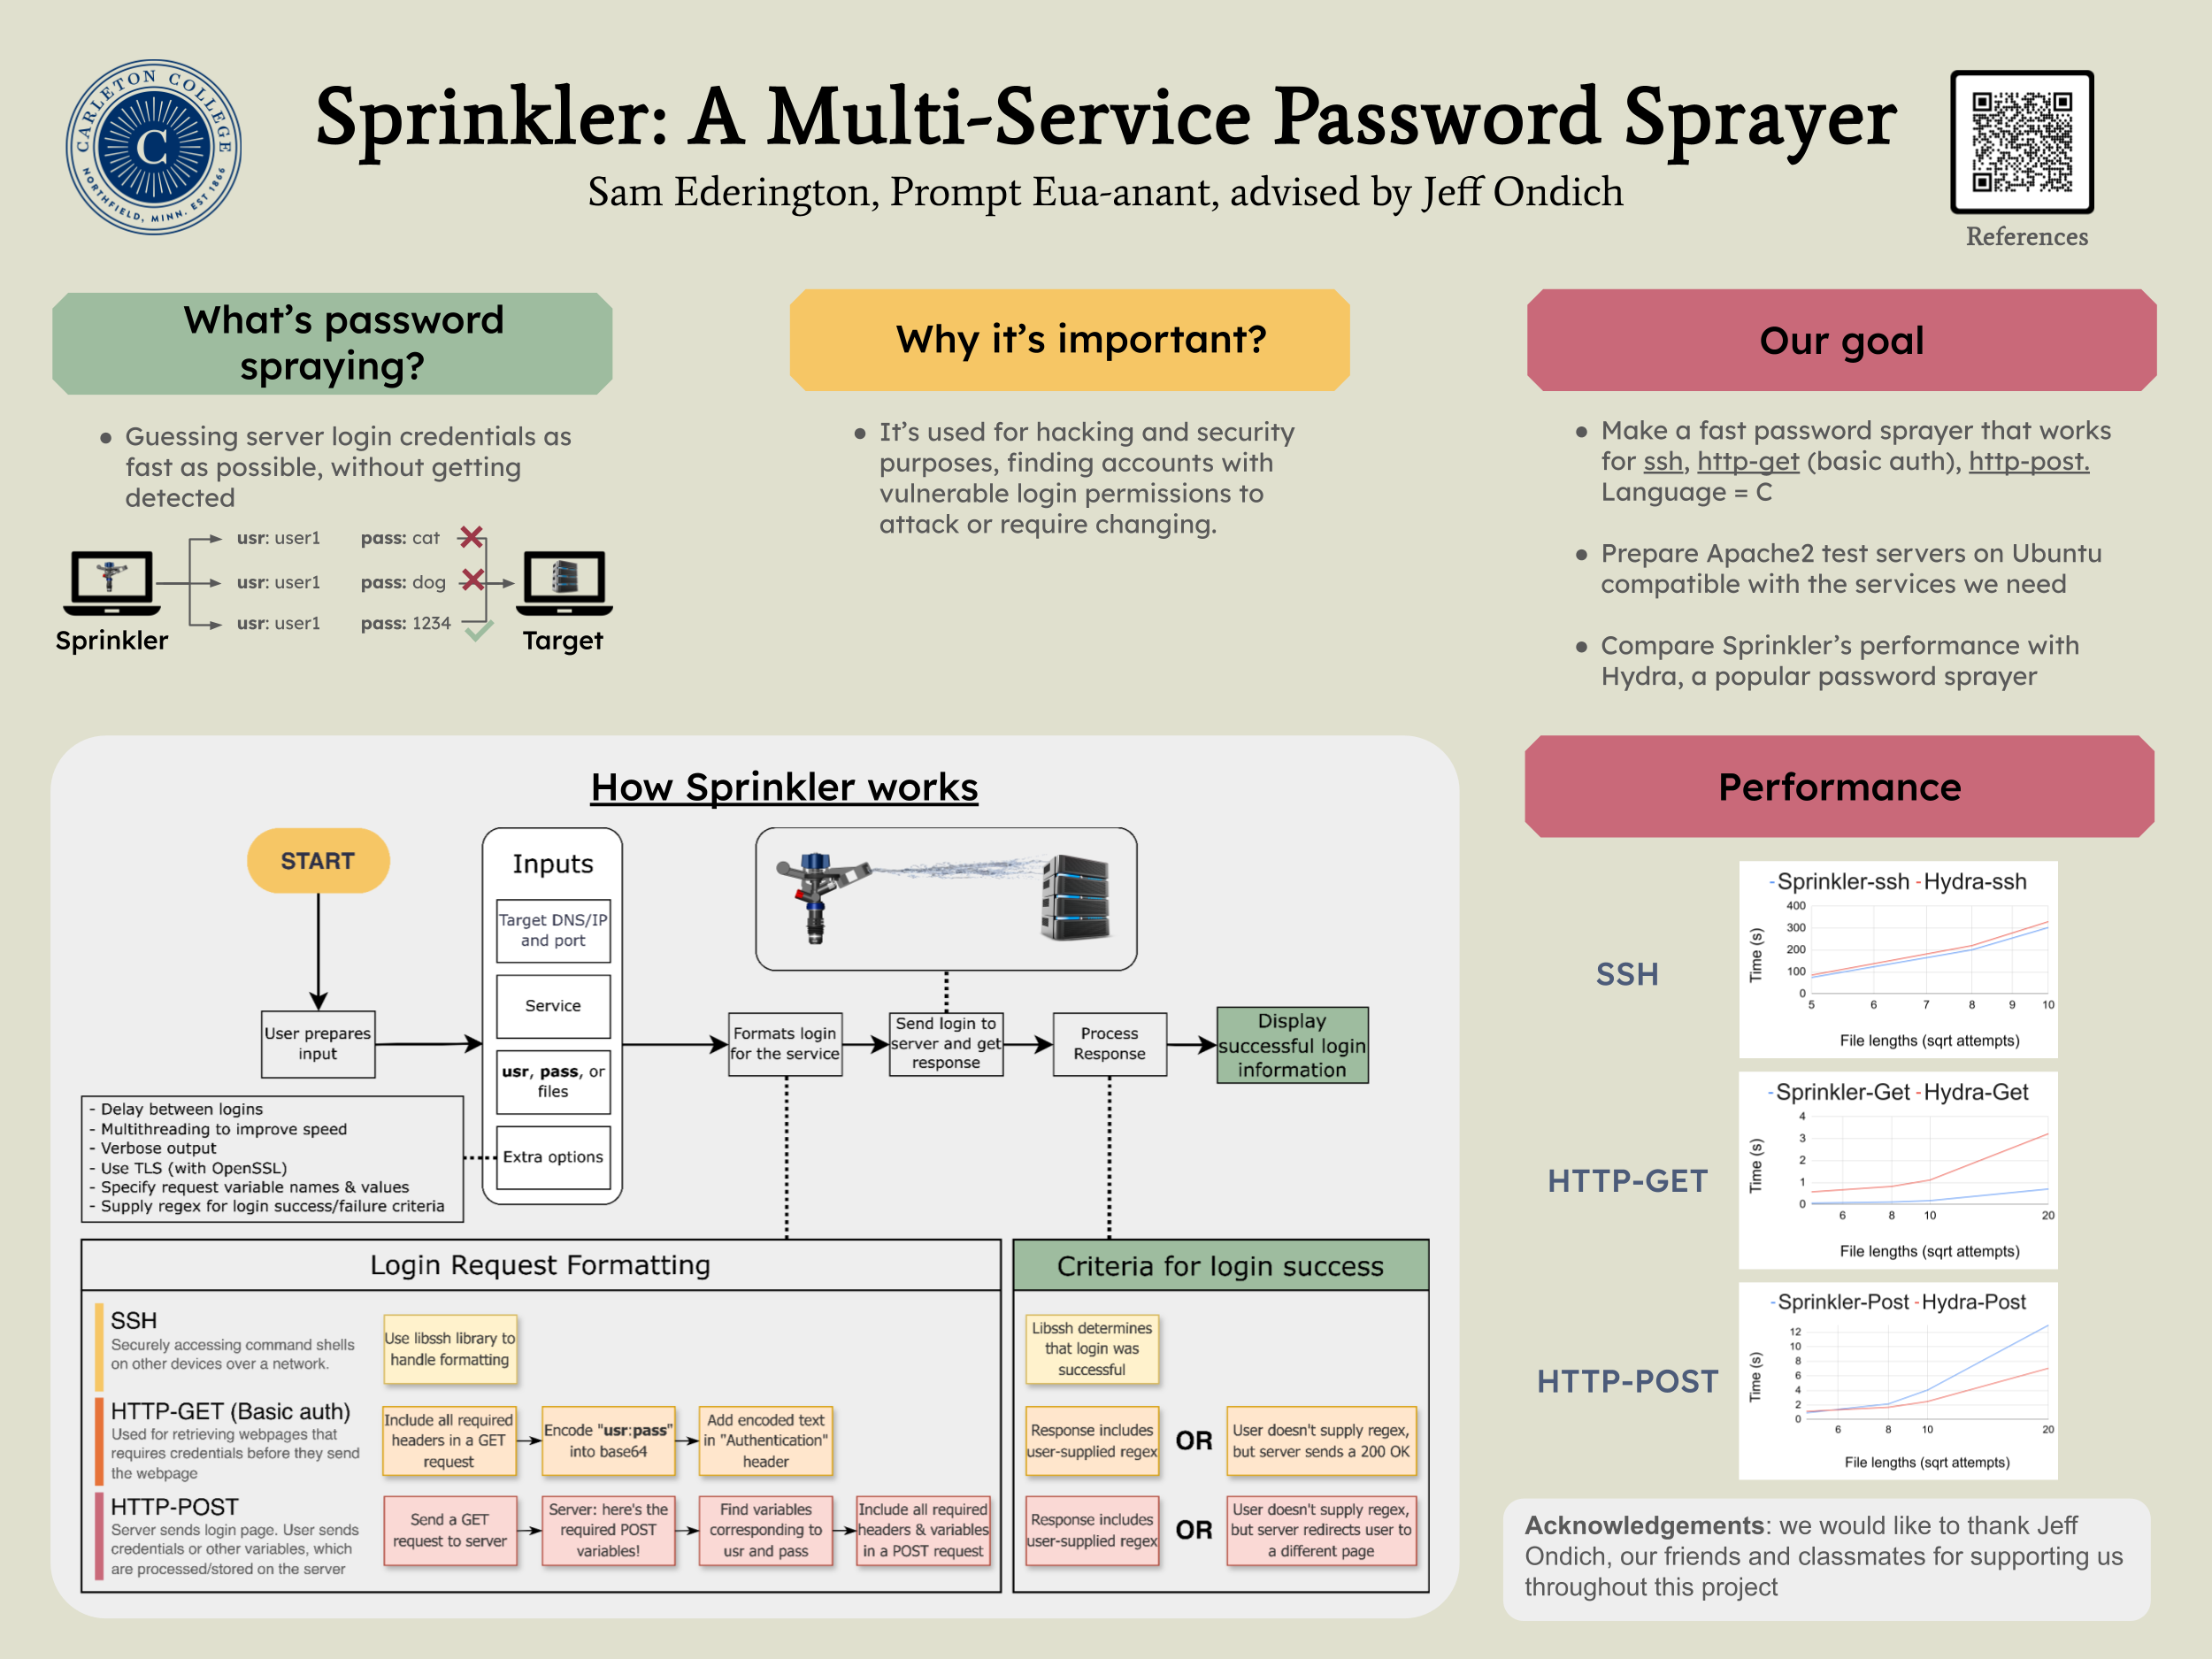 CARLETON COLLEGE
NORTHFIELD, MINN. EST 1866
C
Sprinkler: A Multi-Service Password Sprayer
Sam Ederington, Prompt Eua-anant, advised by Jeff Ondich
References
What's password
spraying?
● Guessing server login credentials as
fast as possible, without getting
detected
usr: user1 pass: cat
usr: user1 pass: dog
usr: user1 pass: 1234
Sprinkler
Target
Why it's important?
● It's used for hacking and security
purposes, finding accounts with
vulnerable login permissions to
attack or require changing.
Our goal
● Make a fast password sprayer that works
for ssh, http-get (basic auth), http-post.
Language = C
● Prepare Apache2 test servers on Ubuntu
compatible with the services we need
● Compare Sprinkler's performance with
Hydra, a popular password sprayer
How Sprinkler works
START
User prepares
input
Inputs
Target DNS/IP
and port
Service
usr, pass, or
files
Extra options
- Delay between logins
- Multithreading to improve speed
- Verbose output
- Use TLS (with OpenSSL)
- Specify request variable names & values
- Supply regex for login success/failure criteria
Formats login
for the service
Send login to
server and get
response
Process
Response
Display
successful login
information
Login Request Formatting
SSH
Securely accessing command shells
on other devices over a network.
Use libssh library to
handle formatting
HTTP-GET (Basic auth)
Used for retrieving webpages that
requires credentials before they send
the webpage
Include all required
headers in a GET
request
Encode "usr:pass"
into base64
Add encoded text
in "Authentication"
header
HTTP-POST
Server sends login page. User sends
credentials or other variables, which
are processed/stored on the server
Send a GET
request to server
Server: here's the
required POST
variables!
Find variables
corresponding to
usr and pass
Include all required
headers & variables
in a POST request
Criteria for login success
Libssh determines
that login was
successful
Response includes
user-supplied regex
OR
User doesn't supply regex,
but server sends a 200 OK
Response includes
user-supplied regex
OR
User doesn't supply regex,
but server redirects user to
a different page
Performance
SSH
Sprinkler-ssh Hydra-ssh
Time (s)
400
300
200
100
0
5 6 7 8 9 10
File lengths (sqrt attempts)
HTTP-GET
Sprinkler-Get Hydra-Get
Time (s)
4
3
2
1
0
6 8 10 20
File lengths (sqrt attempts)
HTTP-POST
Sprinkler-Post Hydra-Post
Time (s)
12
10
8
6
4
2
0
6 8 10 20
File lengths (sqrt attempts)
Acknowledgements: we would like to thank Jeff
Ondich, our friends and classmates for supporting us
throughout this project